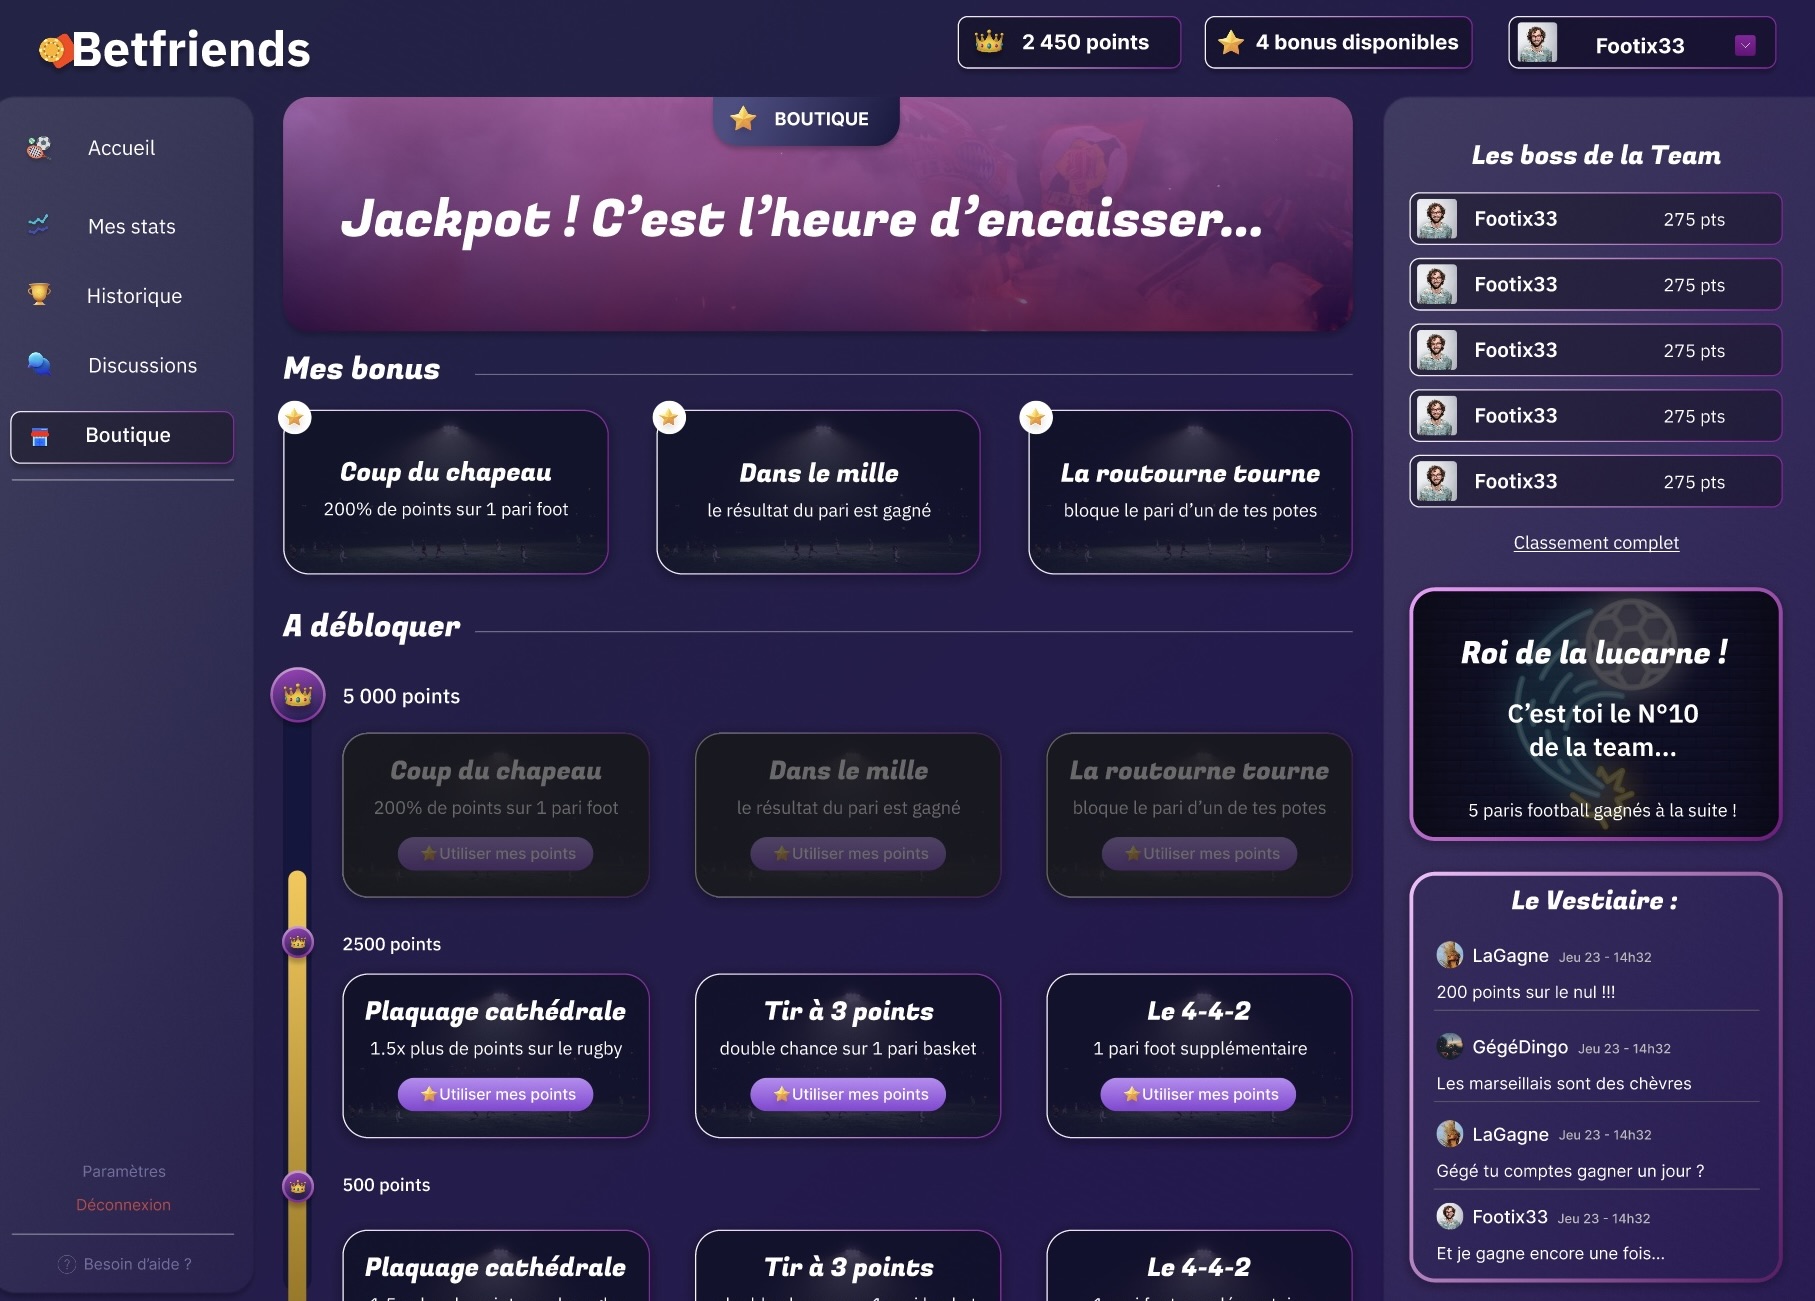 Betfriends
2 450 points
4 bonus disponibles
Footix33
Accueil
Mes stats
Historique
Discussions
Boutique
Paramètres
Déconnexion
? Besoin d'aide ?
BOUTIQUE
Jackpot ! C'est l'heure d'encaisser...
Mes bonus
Coup du chapeau
200% de points sur 1 pari foot
Dans le mille
le résultat du pari est gagné
La routourne tourne
bloque le pari d'un de tes potes
A débloquer
5 000 points
Coup du chapeau
200% de points sur 1 pari foot
Utiliser mes points
Dans le mille
le résultat du pari est gagné
Utiliser mes points
La routourne tourne
bloque le pari d'un de tes potes
Utiliser mes points
2500 points
Plaquage cathédrale
1.5x plus de points sur le rugby
Utiliser mes points
Tir à 3 points
double chance sur 1 pari basket
Utiliser mes points
Le 4-4-2
1 pari foot supplémentaire
Utiliser mes points
500 points
Plaquage cathédrale
Tir à 3 points
Le 4-4-2
Les boss de la Team
Footix33 275 pts
Footix33 275 pts
Footix33 275 pts
Footix33 275 pts
Footix33 275 pts
Classement complet
Roi de la lucarne !
C'est toi le N°10
de la team...
5 paris football gagnés à la suite !
Le Vestiaire :
LaGagne Jeu 23 - 14h32
200 points sur le nul !!!
GégéDingo Jeu 23 - 14h32
Les marseillais sont des chèvres
LaGagne Jeu 23 - 14h32
Gégé tu comptes gagner un jour ?
Footix33 Jeu 23 - 14h32
Et je gagne encore une fois...